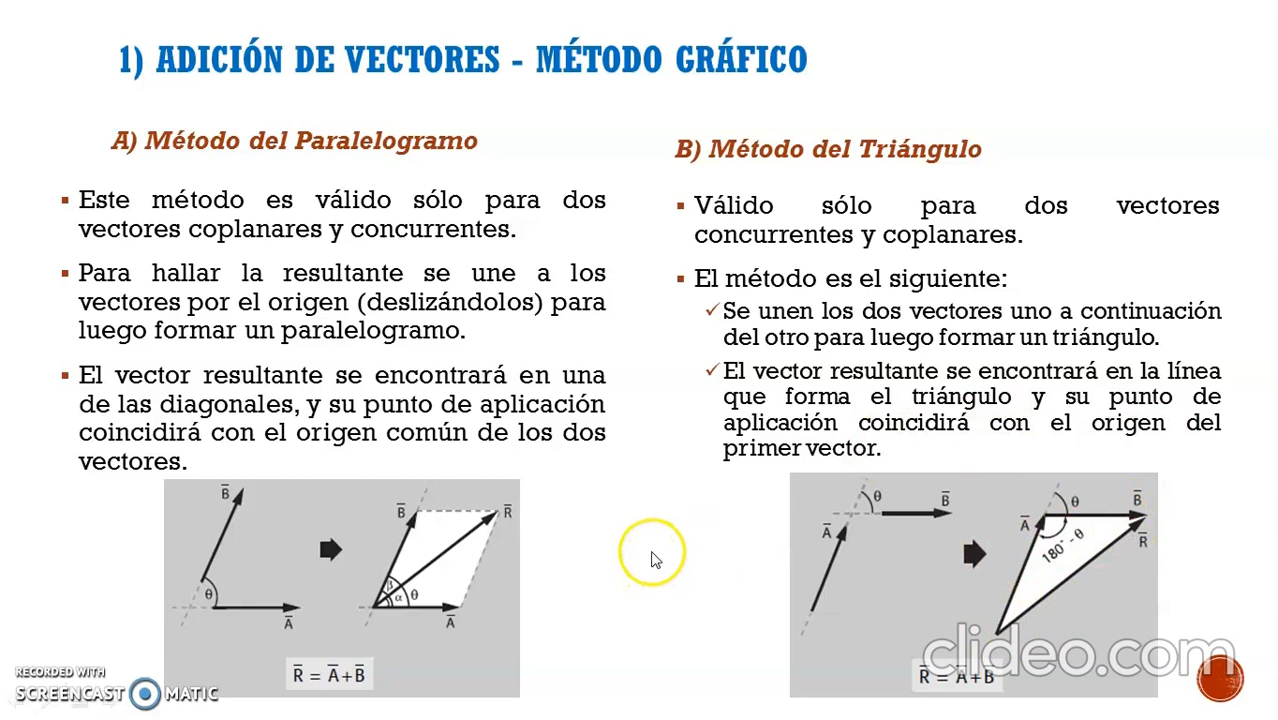 1) ADICIÓN DE VECTORES - MÉTODO GRÁFICO
A) Método del Paralelogramo
▪ Este método es válido sólo para dos
vectores coplanares y concurrentes.
▪ Para hallar la resultante se une a los
vectores por el origen (deslizándolos) para
luego formar un paralelogramo.
▪ El vector resultante se encontrará en una
de las diagonales, y su punto de aplicación
coincidirá con el origen común de los dos
vectores.
B̅
θ
A̅
B̅
R̅
β
α
θ
A̅
R̅ = A̅+B̅
B) Método del Triángulo
▪ Válido sólo para dos vectores
concurrentes y coplanares.
▪ El método es el siguiente:
✓ Se unen los dos vectores uno a continuación
del otro para luego formar un triángulo.
✓ El vector resultante se encontrará en la línea
que forma el triángulo y su punto de
aplicación coincidirá con el origen del
primer vector.
θ
B̅
A̅
θ
B̅
A̅
R̅
180° - θ
R̅ = A̅+B̅
clideo.com
RECORDED WITH
SCREENCAST MATIC